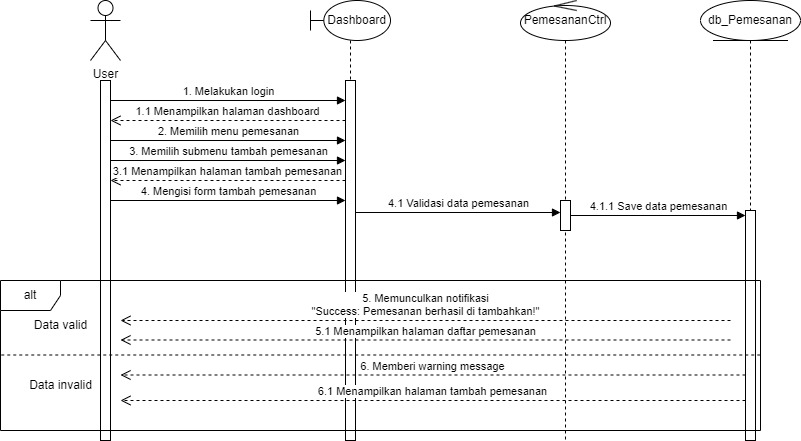 Dashboard
PemesananCtrl
db_Pemesanan
User
1. Melakukan login
1.1 Menampilkan halaman dashboard
2. Memilih menu pemesanan
3. Memilih submenu tambah pemesanan
3.1 Menampilkan halaman tambah pemesanan
4. Mengisi form tambah pemesanan
4.1 Validasi data pemesanan
4.1.1 Save data pemesanan
alt
5. Memunculkan notifikasi
"Success: Pemesanan berhasil di tambahkan!"
Data valid
5.1 Menampilkan halaman daftar pemesanan
6. Memberi warning message
Data invalid
6.1 Menampilkan halaman tambah pemesanan